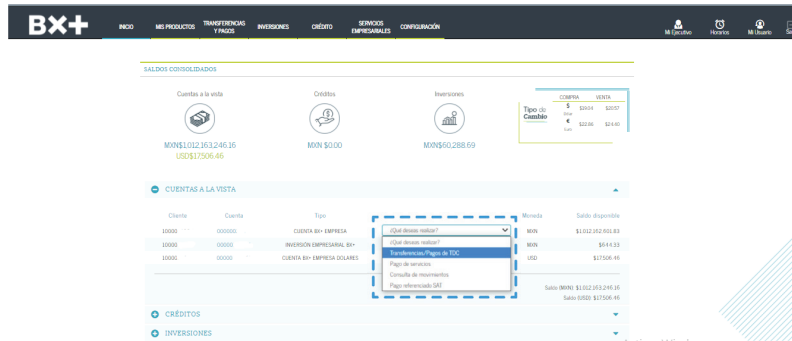 BX+
INICIO
MIS PRODUCTOS
TRANSFERENCIAS
Y PAGOS
INVERSIONES
CRÉDITO
SERVICIOS
EMPRESARIALES
CONFIGURACIÓN
Mi Ejecutivo
Horarios
Mi Usuario
SALDOS CONSOLIDADOS
Cuentas a la vista
Créditos
Inversiones
MXN$1,012,163,246.16
USD$17,506.46
MXN $0.00
MXN$60,288.69
Tipo de
Cambio
COMPRA VENTA
$
€ $22.86 $24.60
CUENTAS A LA VISTA
Cliente Cuenta Tipo Moneda Saldo disponible
10000 000000 CUENTA BX+ EMPRESA ¿Qué deseas realizar? MXN $1,012,162,601.83
¿Qué deseas realizar?
10000 00000 INVERSIÓN EMPRESARIAL BX+ MXN $644.33
Transferencias/Pagos de TDC
10000 00000 CUENTA BX+ EMPRESA DOLARES USD $17,506.46
Pago de servicios
Consulta de movimientos
Pago referenciado SAT
Saldo (MXN): $1,012,163,246.16
Saldo (USD): $17,506.46
CRÉDITOS
INVERSIONES